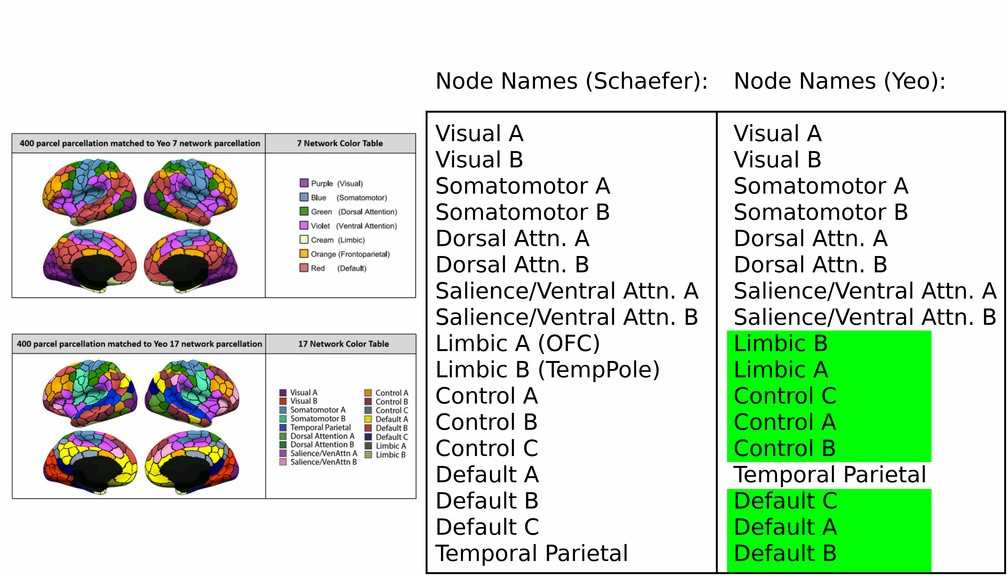 Node Names (Schaefer):
Node Names (Yeo):
400 parcel parcellation matched to Yeo 7 network parcellation
7 Network Color Table
Purple (Visual)
Blue (Somatomotor)
Green (Dorsal Attention)
Violet (Ventral Attention)
Cream (Limbic)
Orange (Frontoparietal)
Red (Default)
400 parcel parcellation matched to Yeo 17 network parcellation
17 Network Color Table
Visual A
Visual B
Somatomotor A
Somatomotor B
Temporal Parietal
Dorsal Attention A
Dorsal Attention B
Salience/VenAttn A
Salience/VenAttn B
Control A
Control B
Control C
Default A
Default B
Default C
Limbic A
Limbic B
Visual A
Visual B
Somatomotor A
Somatomotor B
Dorsal Attn. A
Dorsal Attn. B
Salience/Ventral Attn. A
Salience/Ventral Attn. B
Limbic A (OFC)
Limbic B (TempPole)
Control A
Control B
Control C
Default A
Default B
Default C
Temporal Parietal
Visual A
Visual B
Somatomotor A
Somatomotor B
Dorsal Attn. A
Dorsal Attn. B
Salience/Ventral Attn. A
Salience/Ventral Attn. B
Limbic B
Limbic A
Control C
Control A
Control B
Temporal Parietal
Default C
Default A
Default B